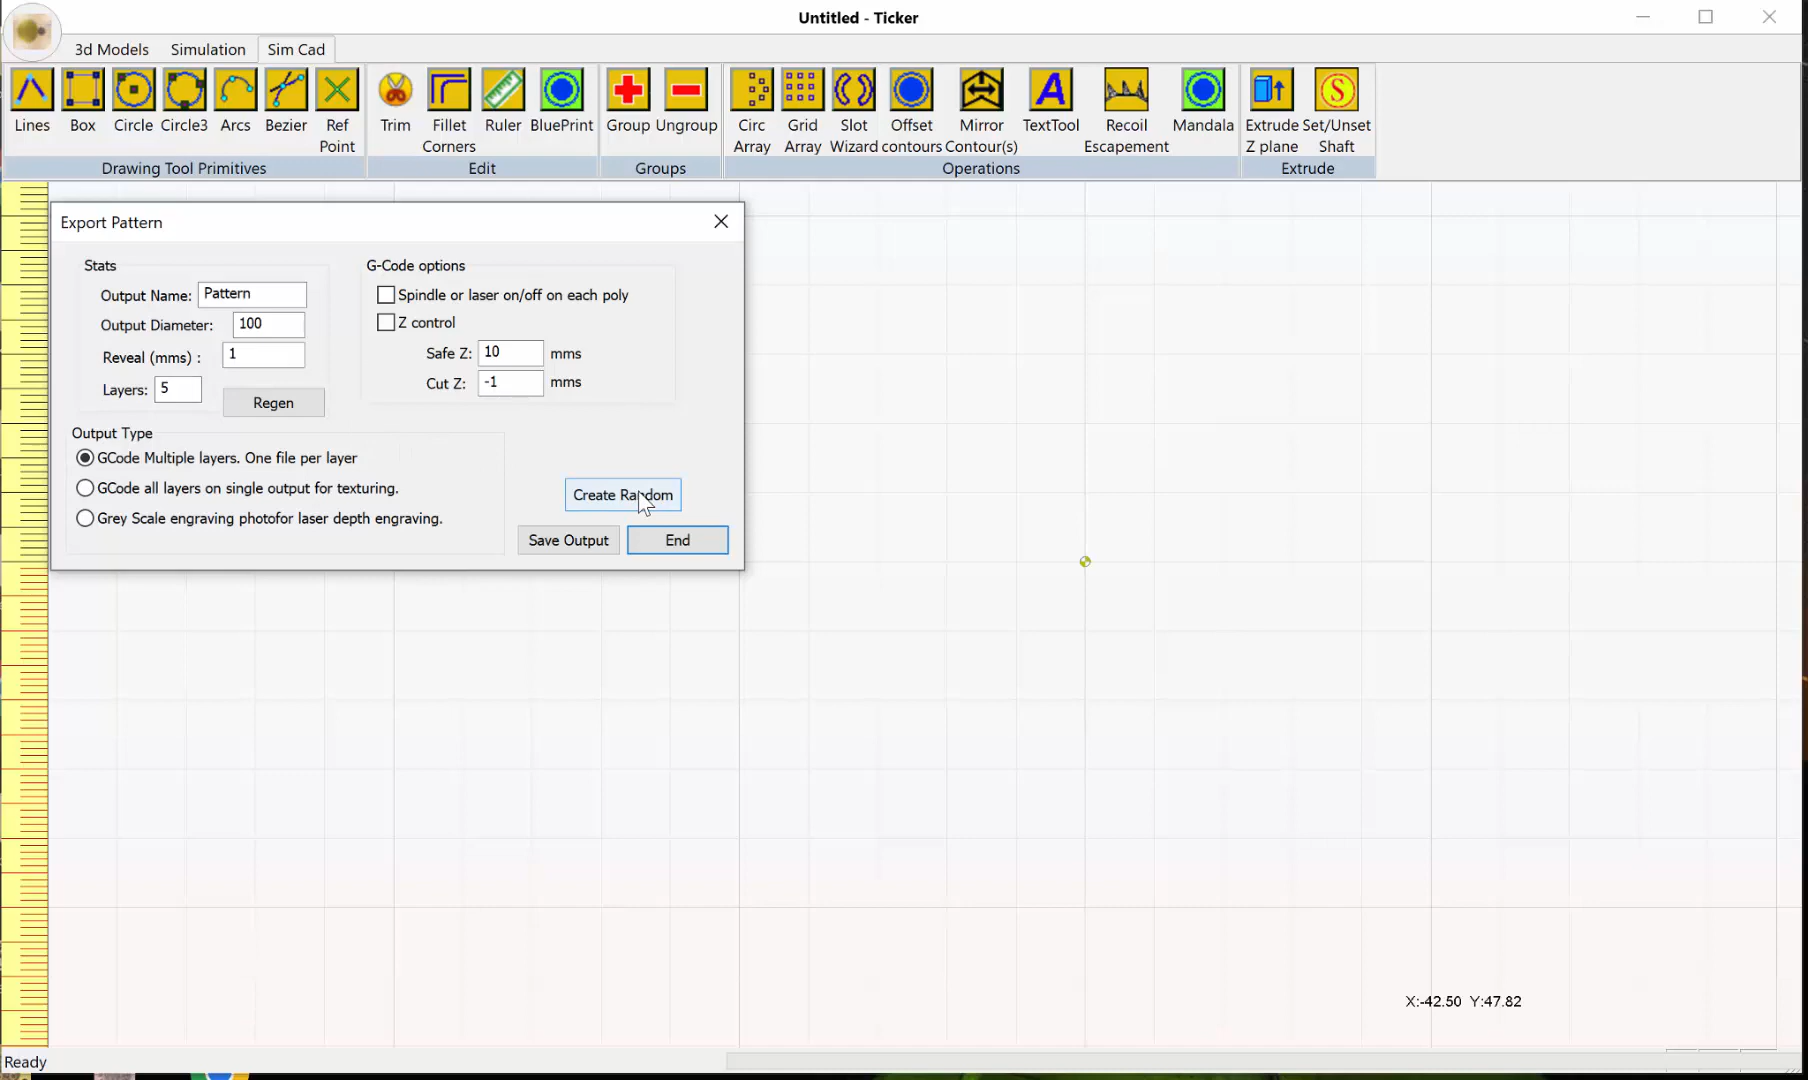 Untitled - Ticker
3d Models Simulation Sim Cad
Lines Box Circle Circle3 Arcs Bezier Ref Point
Trim Fillet Corners Ruler BluePrint
Group Ungroup
Circ Array Grid Array Slot Wizard Offset contours Mirror Contour(s) TextTool Recoil Escapement Mandala
Extrude Z plane Set/Unset Shaft
Drawing Tool Primitives Edit Groups Operations Extrude
Export Pattern
Stats
Output Name: Pattern
Output Diameter: 100
Reveal (mms) : 1
Layers: 5
Regen
G-Code options
Spindle or laser on/off on each poly
Z control
Safe Z: 10 mms
Cut Z: -1 mms
Output Type
GCode Multiple layers. One file per layer
GCode all layers on single output for texturing.
Grey Scale engraving photofor laser depth engraving.
Create Random
Save Output End
X:-42.50 Y:47.82
Ready